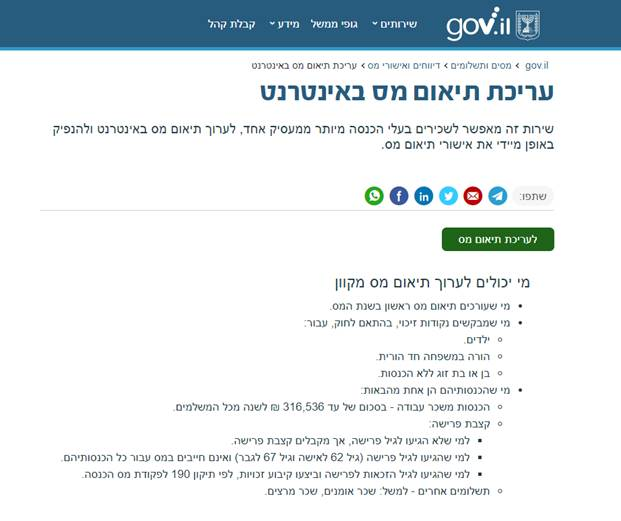 שירותים
גופי ממשל
מידע
קבלת קהל
gov.il
gov.il > מסים ותשלומים > דיווחים ואישורי מס > עריכת תיאום מס באינטרנט
עריכת תיאום מס באינטרנט
שירות זה מאפשר לשכירים בעלי הכנסה מיותר ממעסיק אחד, לערוך תיאום מס באינטרנט ולהנפיק
באופן מיידי את אישורי תיאום מס.
שתפו:
לעריכת תיאום מס
מי יכולים לערוך תיאום מס מקוון
• מי שעורכים תיאום מס ראשון בשנת המס.
• מי שמבקשים נקודות זיכוי, בהתאם לחוק, עבור:
○ ילדים.
○ הורה במשפחה חד הורית.
○ בן או בת זוג ללא הכנסות.
• מי שהכנסותיהם הן אחת מהבאות:
○ הכנסות משכר עבודה - בסכום של עד 316,536 ₪ לשנה מכל המשלמים.
○ קצבת פרישה:
▪ למי שלא הגיעו לגיל פרישה, אך מקבלים קצבת פרישה.
▪ למי שהגיעו לגיל פרישה (גיל 62 לאישה וגיל 67 לגבר) ואינם חייבים במס עבור כל הכנסותיהם.
▪ למי שהגיעו לגיל הזכאות לפרישה וביצעו קיבוע זכויות, לפי תיקון 190 לפקודת מס הכנסה.
○ תשלומים אחרים - למשל: שכר אומנים, שכר מרצים.